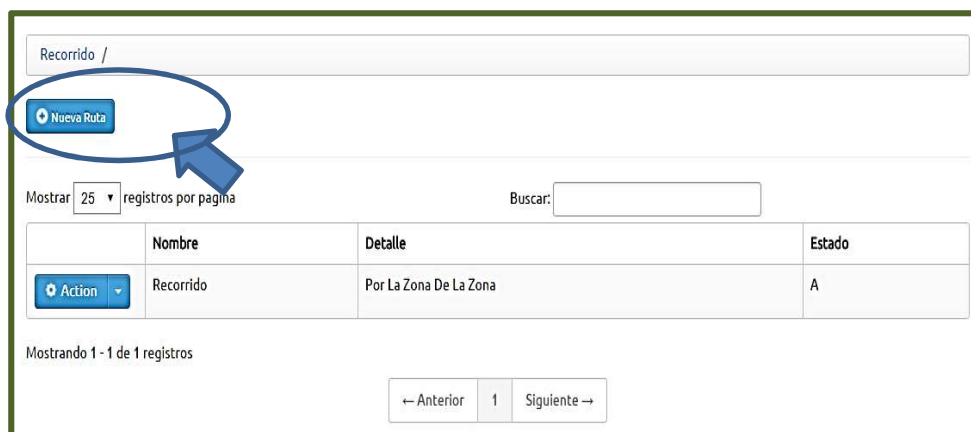 Recorrido /
Nueva Ruta
Mostrar 25 registros por pagina Buscar:
Nombre Detalle Estado
Action Recorrido Por La Zona De La Zona A
Mostrando 1 - 1 de 1 registros
← Anterior 1 Siguiente →